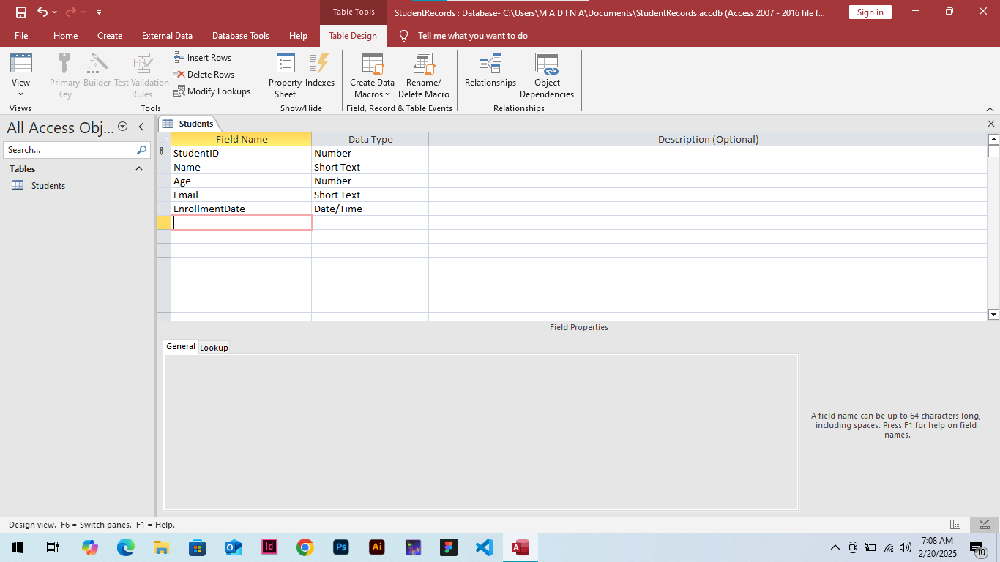 Table Tools
StudentRecords : Database- C:\Users\M A D I N A\Documents\StudentRecords.accdb (Access 2007 - 2016 file f...
Sign in
File
Home
Create
External Data
Database Tools
Help
Table Design
Tell me what you want to do
View
Primary Key
Builder
Test Validation Rules
Insert Rows
Delete Rows
Modify Lookups
Property Sheet
Indexes
Create Data Macros
Rename/ Delete Macro
Relationships
Object Dependencies
Views
Tools
Show/Hide
Field, Record & Table Events
Relationships
All Access Obj...
Search...
Tables
Students
Students
Field Name Data Type Description (Optional)
StudentID Number
Name Short Text
Age Number
Email Short Text
EnrollmentDate Date/Time
Field Properties
General
Lookup
A field name can be up to 64 characters long,
including spaces. Press F1 for help on field
names.
Design view. F6 = Switch panes. F1 = Help.
Id
Ps
Ai
TEX
A
7:08 AM
2/20/2025
10